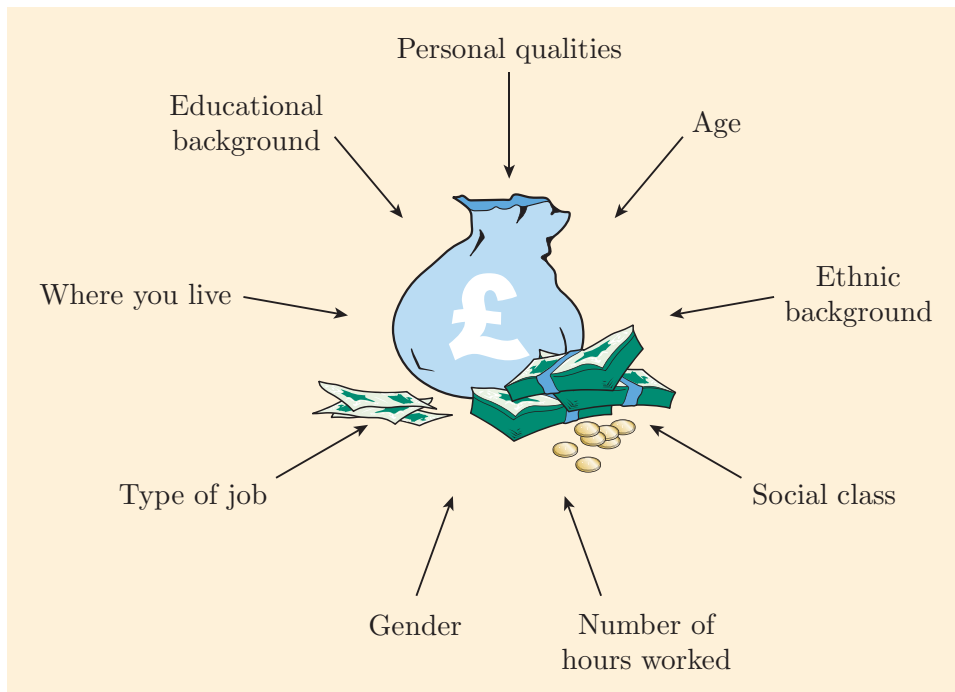 Personal qualities
Educational
background
Age
Where you live
£
Ethnic
background
Type of job
Social class
Gender
Number of
hours worked